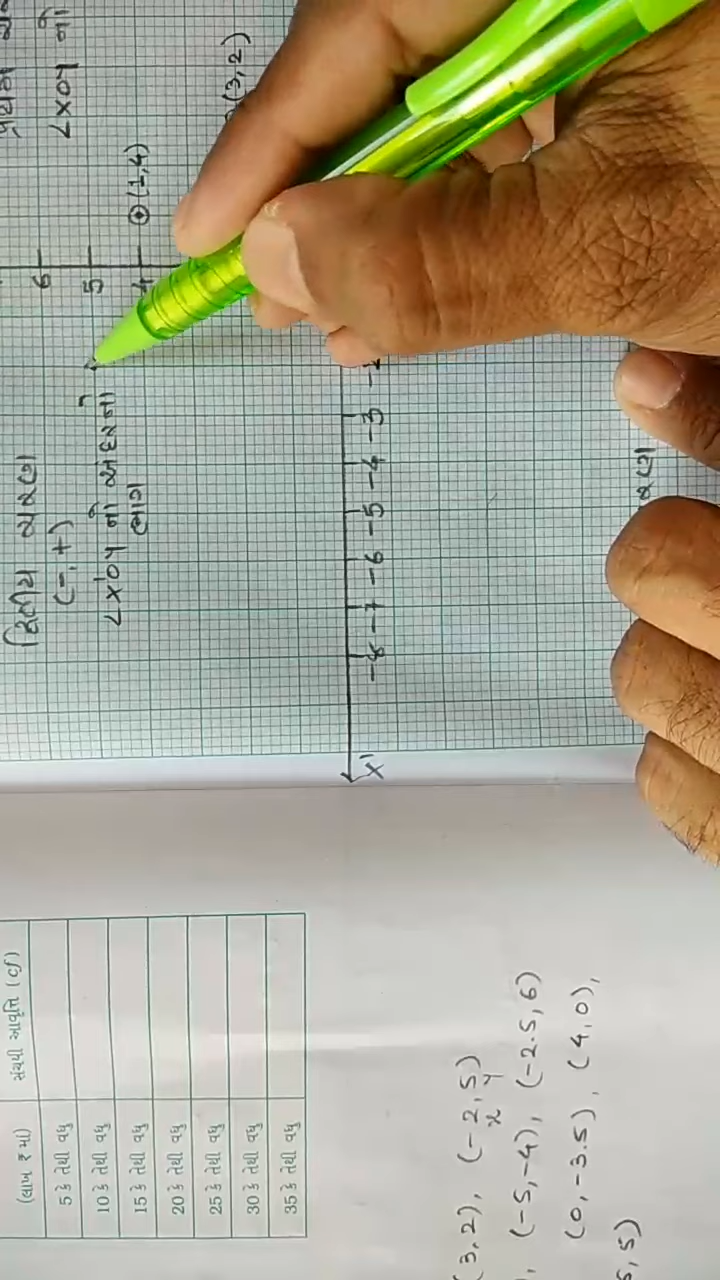 ∠XOY નો
(3,2)
(1,4)
6
5
4
દ્વિતીય ચરણ
(-,+)
∠X'OY નો અંદરનો
ભાગ
-3 -4 -5 -6 -7 -8
X'
(લાખ ₹ માં) સંચયી આવૃત્તિ (cf)
5 કે તેથી વધુ
10 કે તેથી વધુ
15 કે તેથી વધુ
20 કે તેથી વધુ
25 કે તેથી વધુ
30 કે તેથી વધુ
35 કે તેથી વધુ
(3,2), (-2,5)
x y
, (-5,-4), (-2.5,6)
(0,-3.5), (4,0),
5,5)